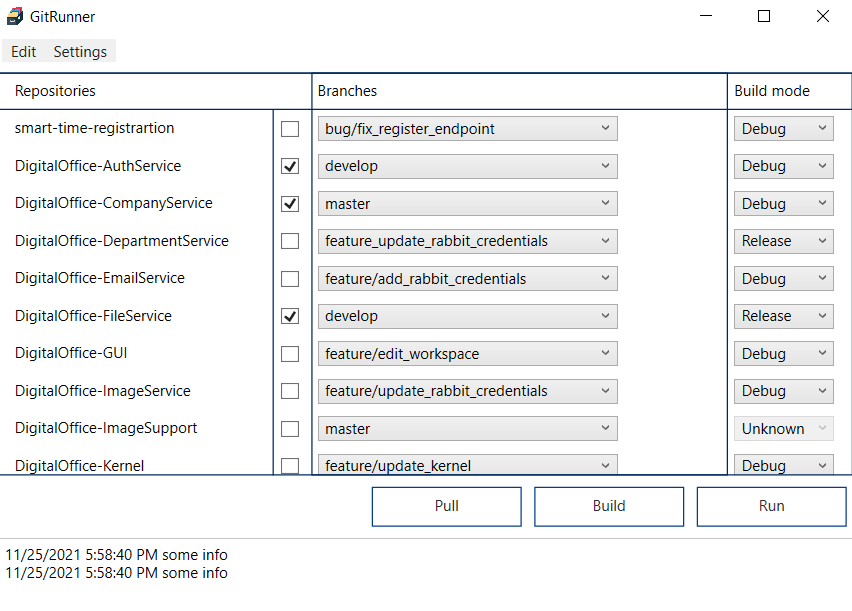 GitRunner
Edit Settings
Repositories Branches Build mode
smart-time-registrartion bug/fix_register_endpoint Debug
DigitalOffice-AuthService develop Debug
DigitalOffice-CompanyService master Debug
DigitalOffice-DepartmentService feature_update_rabbit_credentials Release
DigitalOffice-EmailService feature/add_rabbit_credentials Debug
DigitalOffice-FileService develop Release
DigitalOffice-GUI feature/edit_workspace Debug
DigitalOffice-ImageService feature/update_rabbit_credentials Debug
DigitalOffice-ImageSupport master Unknown
DigitalOffice-Kernel feature/update_kernel Debug
Pull Build Run
11/25/2021 5:58:40 PM some info
11/25/2021 5:58:40 PM some info